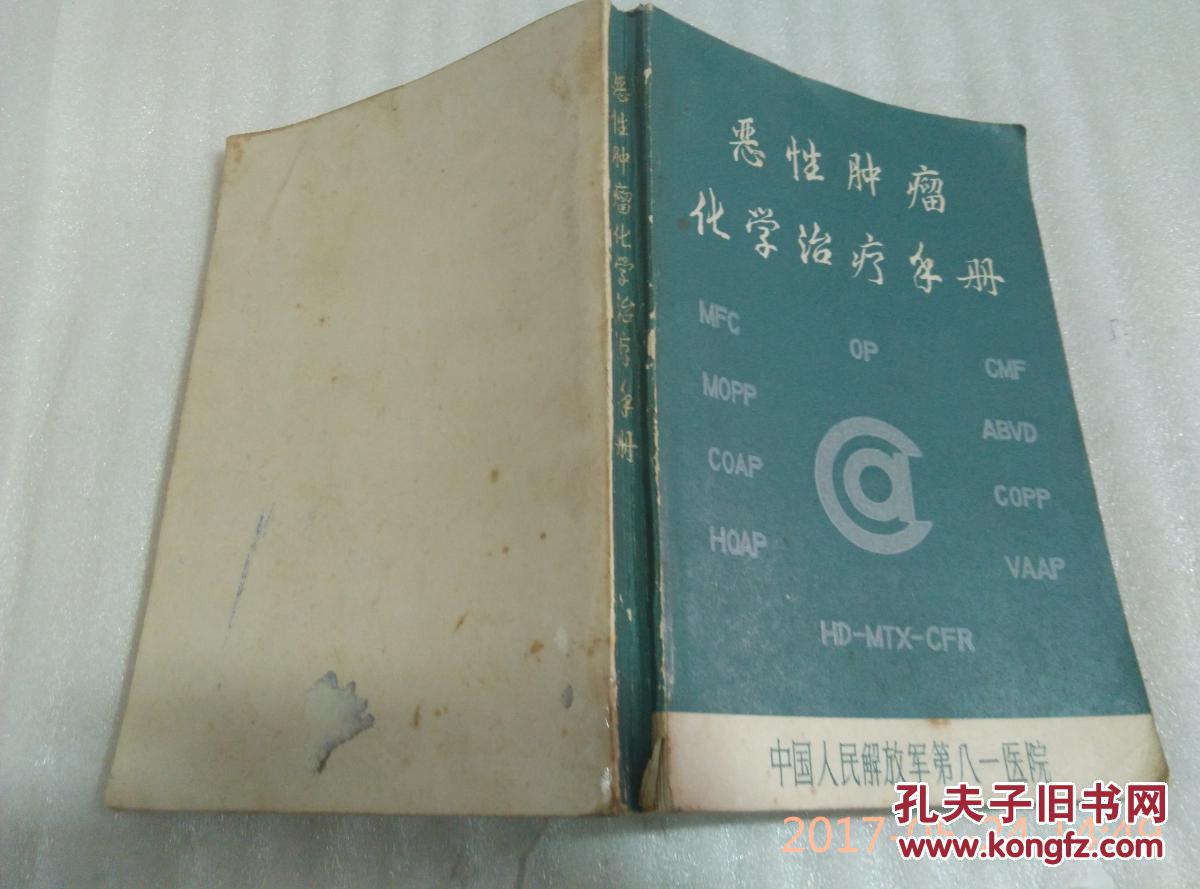 恶性肿瘤化学治疗手册
恶性肿瘤
化学治疗手册
MFC
OP
CMF
MOPP
ABVD
COAP
COPP
HOAP
VAAP
HD-MTX-CFR
中国人民解放军第八一医院
孔夫子旧书网
www.kongfz.com